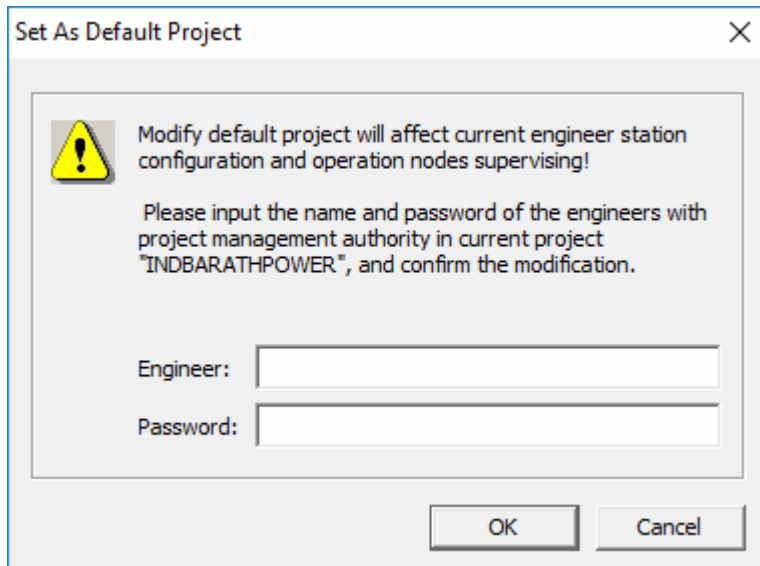 Set As Default Project
Modify default project will affect current engineer station
configuration and operation nodes supervising!
Please input the name and password of the engineers with
project management authority in current project
"INDBARATHPOWER", and confirm the modification.
Engineer:
Password:
OK Cancel